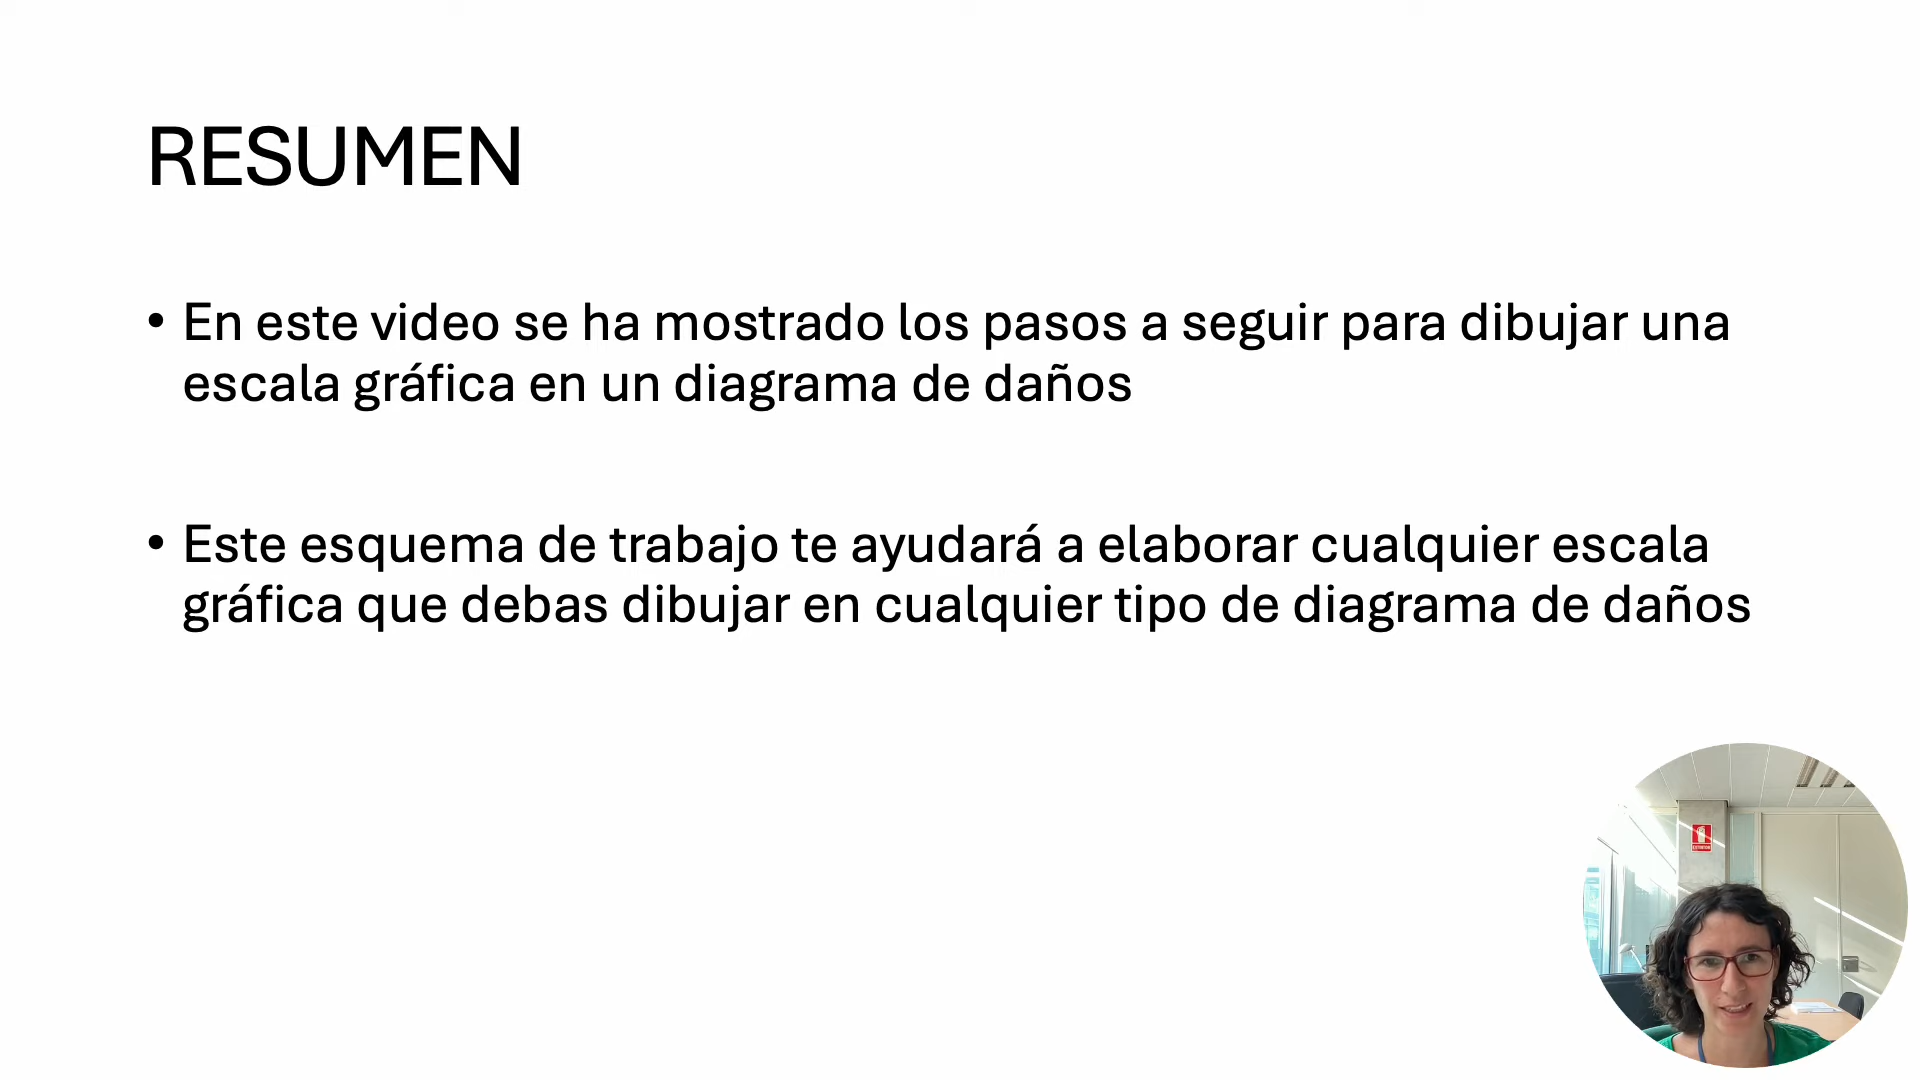 RESUMEN
• En este video se ha mostrado los pasos a seguir para dibujar una
escala gráfica en un diagrama de daños
• Este esquema de trabajo te ayudará a elaborar cualquier escala
gráfica que debas dibujar en cualquier tipo de diagrama de daños